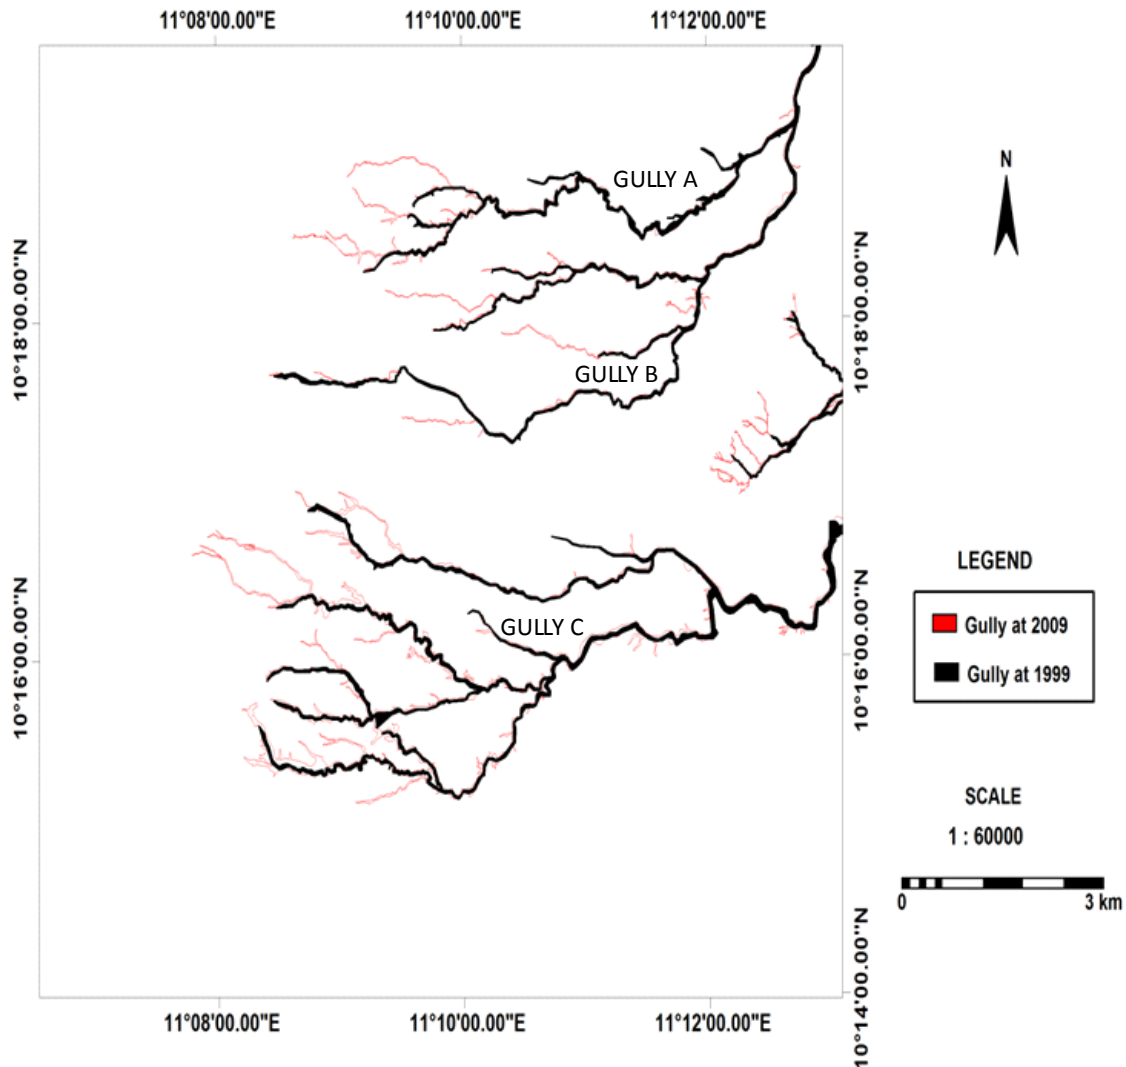 11°08'00.00"E 11°10'00.00"E 11°12'00.00"E
N
GULLY A
10°18'00.00"N
10°18'00.00"N
GULLY B
LEGEND
Gully at 2009
Gully at 1999
GULLY C
10°16'00.00"N
10°16'00.00"N
SCALE
1 : 60000
0 3 km
10°14'00.00"N
11°08'00.00"E 11°10'00.00"E 11°12'00.00"E